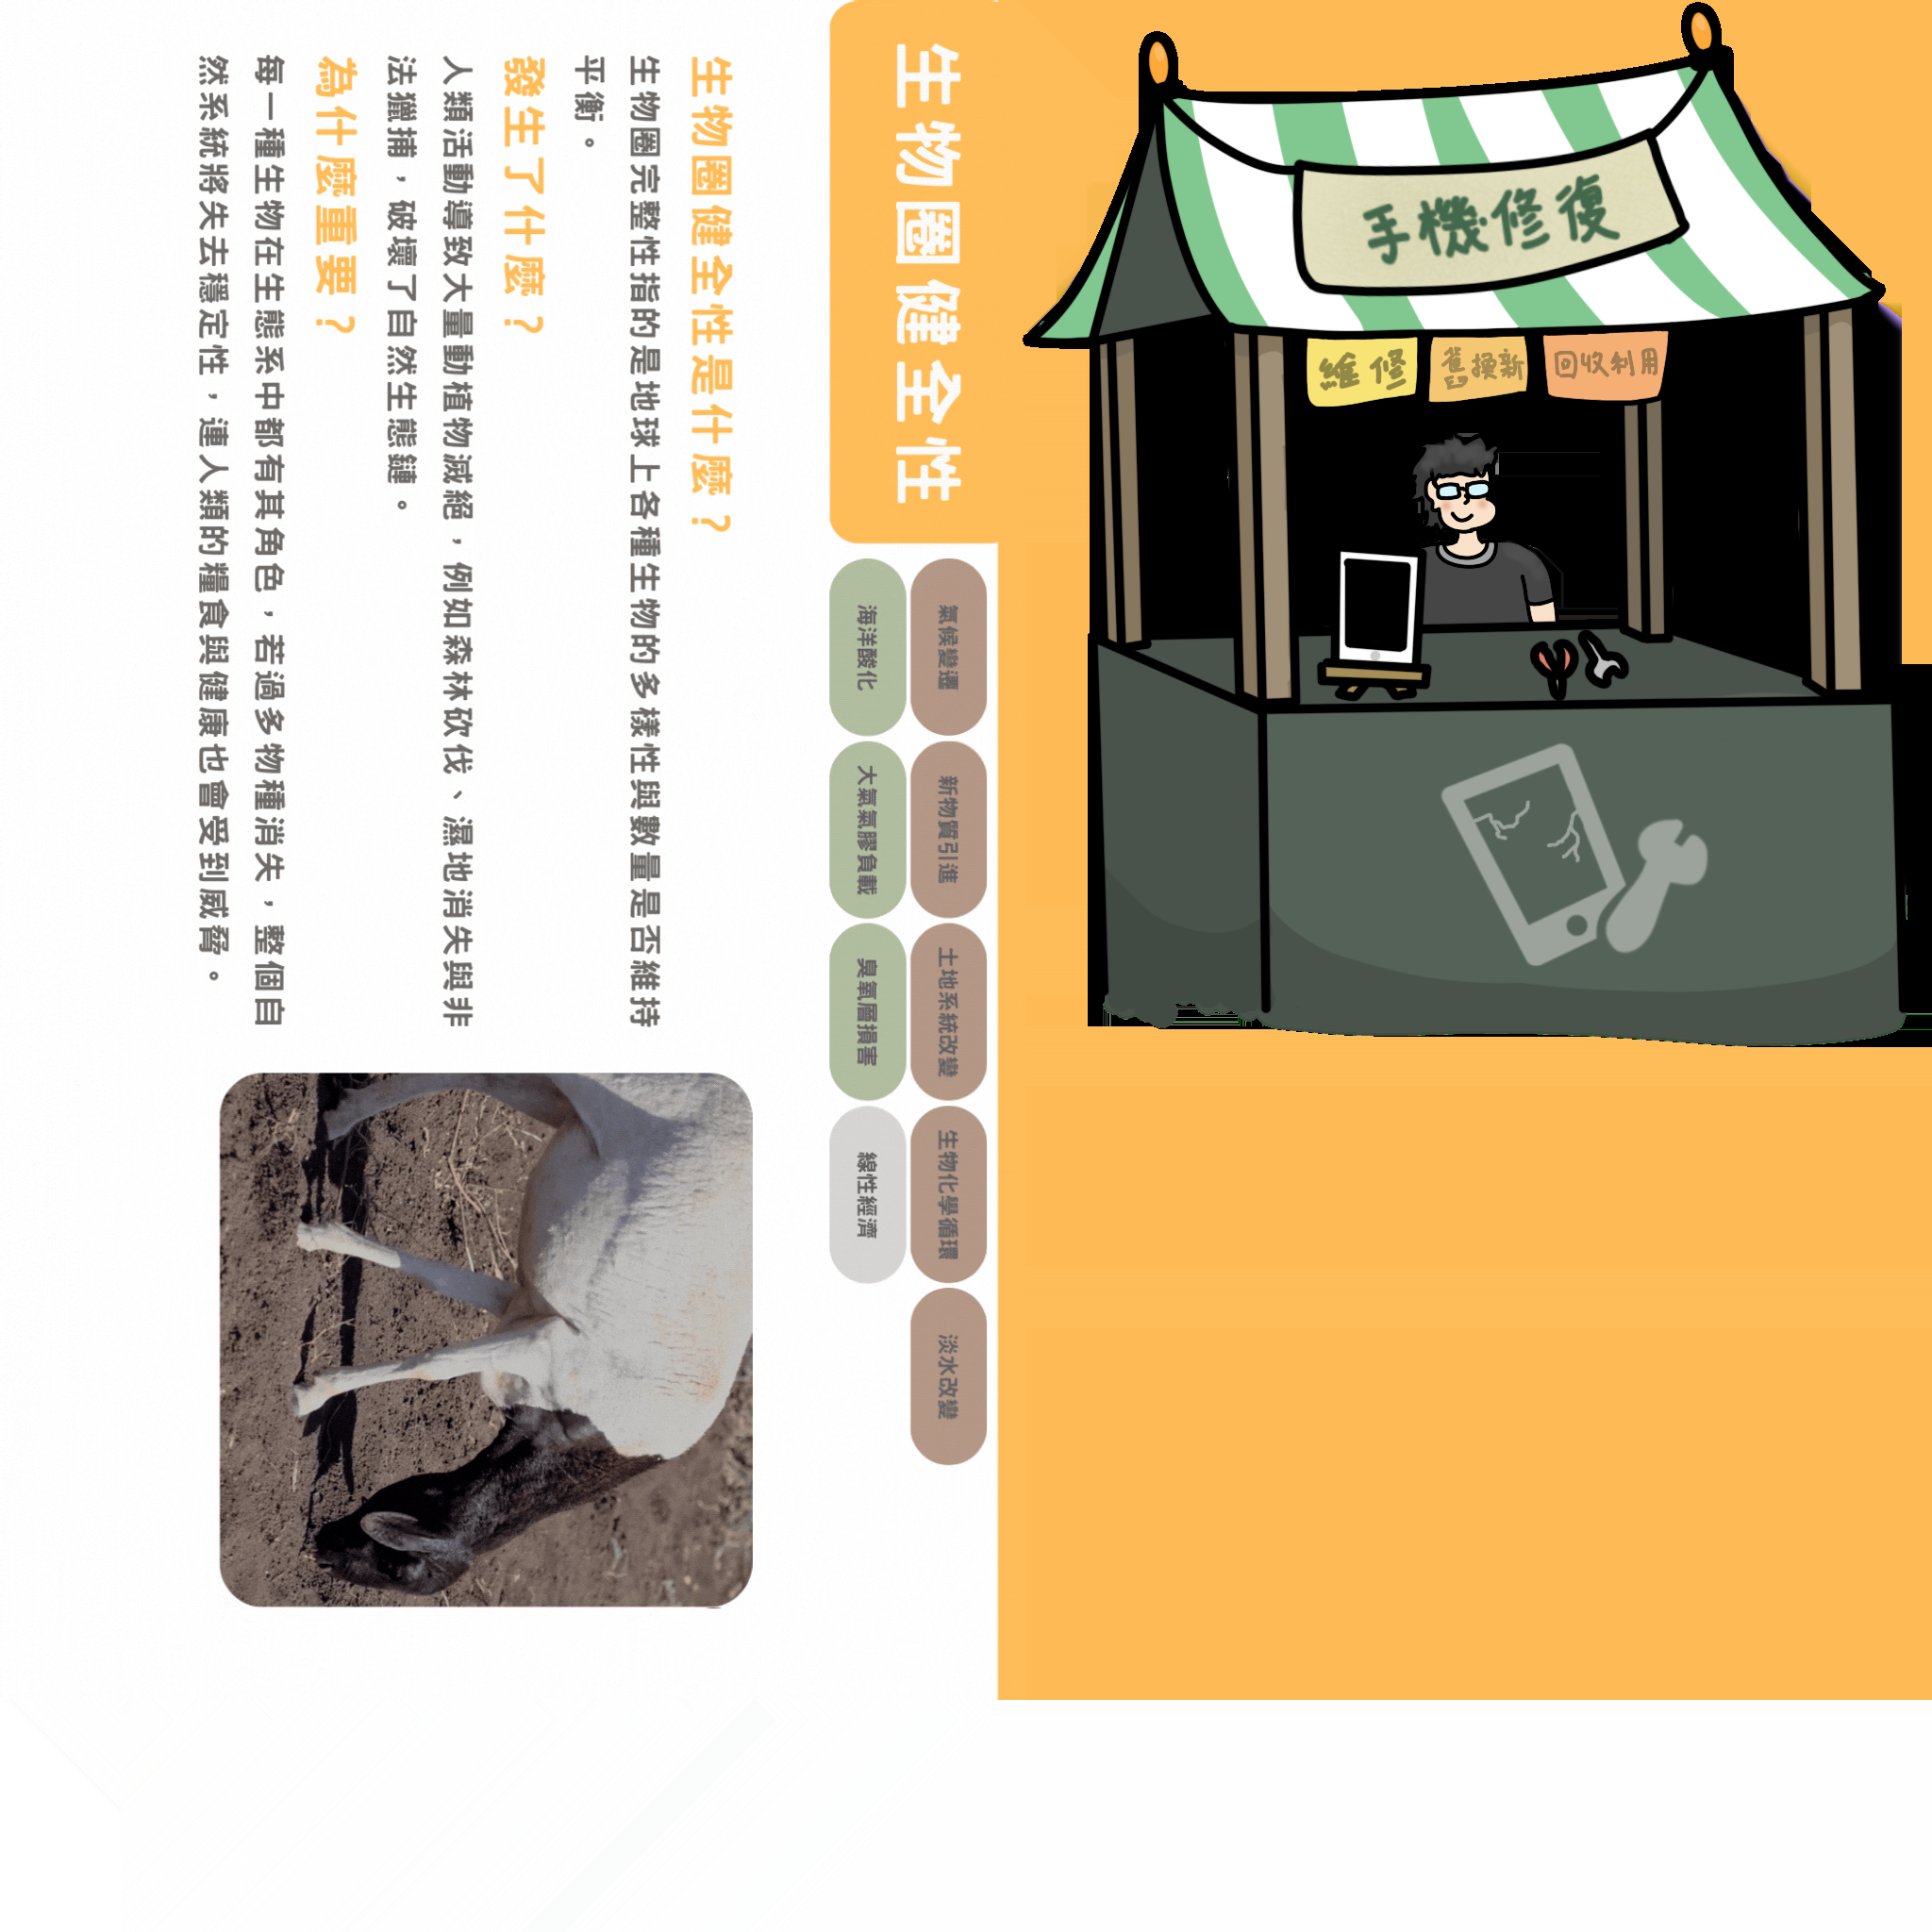 生物圈健全性
氣候變遷
新物質引進
土地系統改變
生物化學循環
淡水改變
海洋酸化
大氣氣膠負載
臭氧層損害
線性經濟
生物圈健全性是什麼？
生物圈完整性指的是地球上各種生物的多樣性與數量是否維持
平衡。
發生了什麼？
人類活動導致大量動植物滅絕，例如森林砍伐、濕地消失與非
法獵捕，破壞了自然生態鏈。
為什麼重要？
每一種生物在生態系中都有其角色，若過多物種消失，整個自
然系統將失去穩定性，連人類的糧食與健康也會受到威脅。
手機修復
維修
舊換新
回收利用